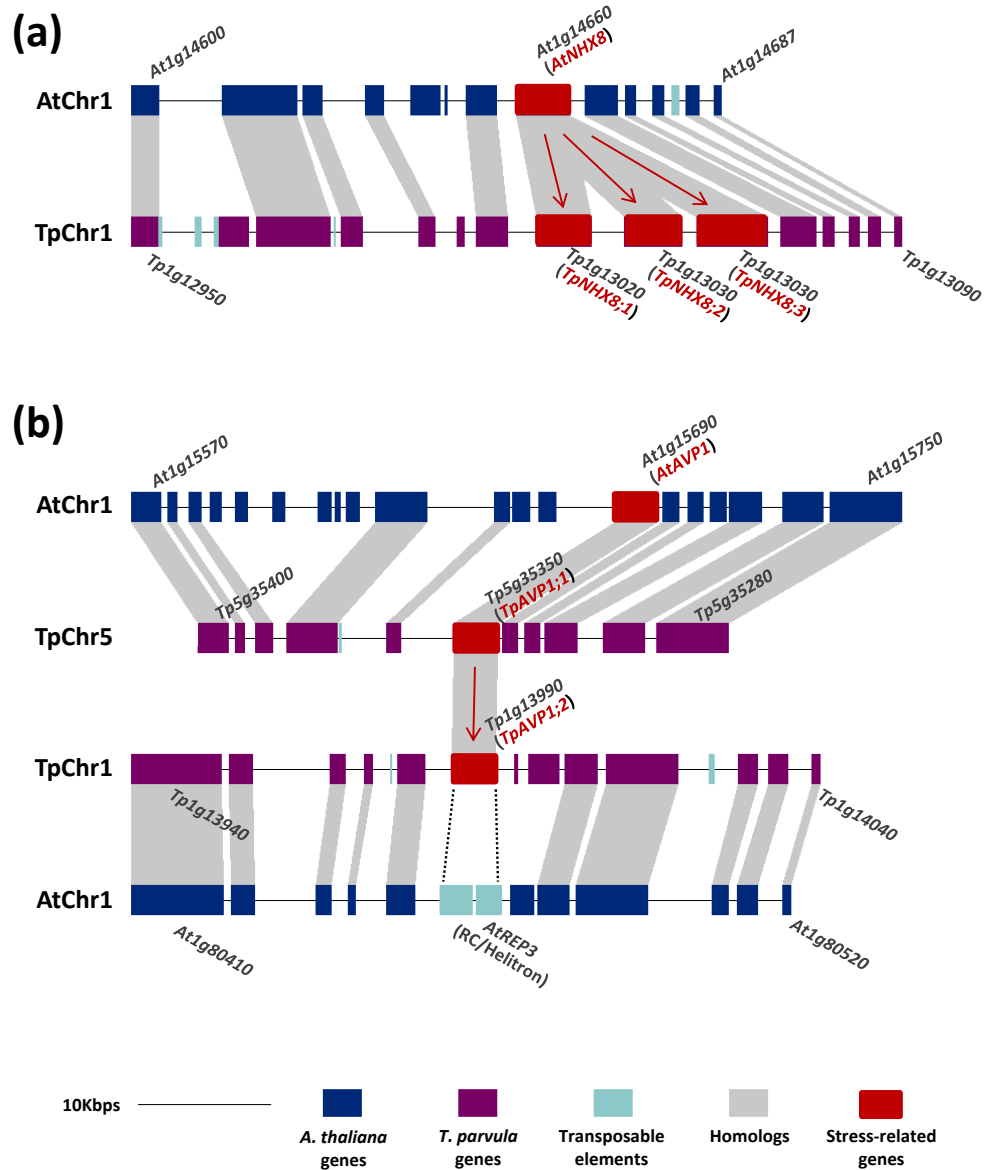 (a)
At1g14600
At1g14660
(AtNHX8)
At1g14687
AtChr1
TpChr1
Tp1g12950
Tp1g13020
(TpNHX8;1)
Tp1g13030
(TpNHX8;2)
Tp1g13030
(TpNHX8;3)
Tp1g13090
(b)
At1g15570
At1g15690
(AtAVP1)
At1g15750
AtChr1
Tp5g35400
Tp5g35350
(TpAVP1;1)
Tp5g35280
TpChr5
Tp1g13990
(TpAVP1;2)
TpChr1
Tp1g13940
Tp1g14040
AtChr1
At1g80410
AtREP3
(RC/Helitron)
At1g80520
10Kbps
A. thaliana
genes
T. parvula
genes
Transposable
elements
Homologs
Stress-related
genes